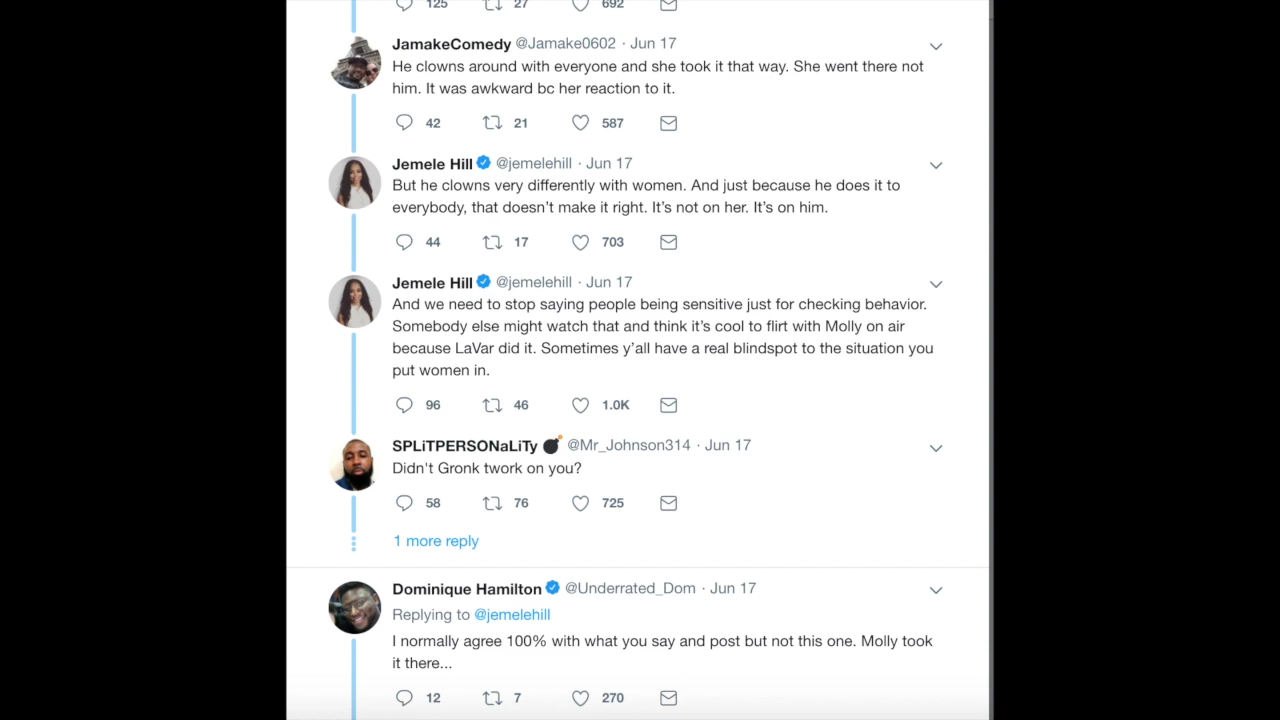 125 27 692
JamakeComedy @Jamake0602 · Jun 17
He clowns around with everyone and she took it that way. She went there not
him. It was awkward bc her reaction to it.
42 21 587
Jemele Hill @jemelehill · Jun 17
But he clowns very differently with women. And just because he does it to
everybody, that doesn’t make it right. It’s not on her. It’s on him.
44 17 703
Jemele Hill @jemelehill · Jun 17
And we need to stop saying people being sensitive just for checking behavior.
Somebody else might watch that and think it’s cool to flirt with Molly on air
because LaVar did it. Sometimes y’all have a real blindspot to the situation you
put women in.
96 46 1.0K
SPLiTPERSONaLiTy 💣 @Mr_Johnson314 · Jun 17
Didn't Gronk twork on you?
58 76 725
1 more reply
Dominique Hamilton @Underrated_Dom · Jun 17
Replying to @jemelehill
I normally agree 100% with what you say and post but not this one. Molly took
it there...
12 7 270